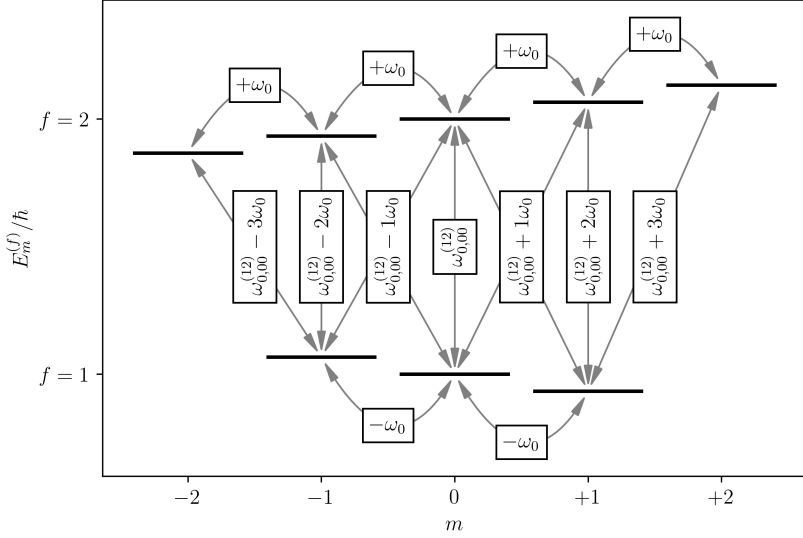 +ω₀
+ω₀
+ω₀
+ω₀
f = 2
E_m^(f)/ħ
ω_{0,00}^(12) − 3ω₀
ω_{0,00}^(12) − 2ω₀
ω_{0,00}^(12) − 1ω₀
ω_{0,00}^(12)
ω_{0,00}^(12) + 1ω₀
ω_{0,00}^(12) + 2ω₀
ω_{0,00}^(12) + 3ω₀
f = 1
−ω₀
−ω₀
−2 −1 0 +1 +2
m